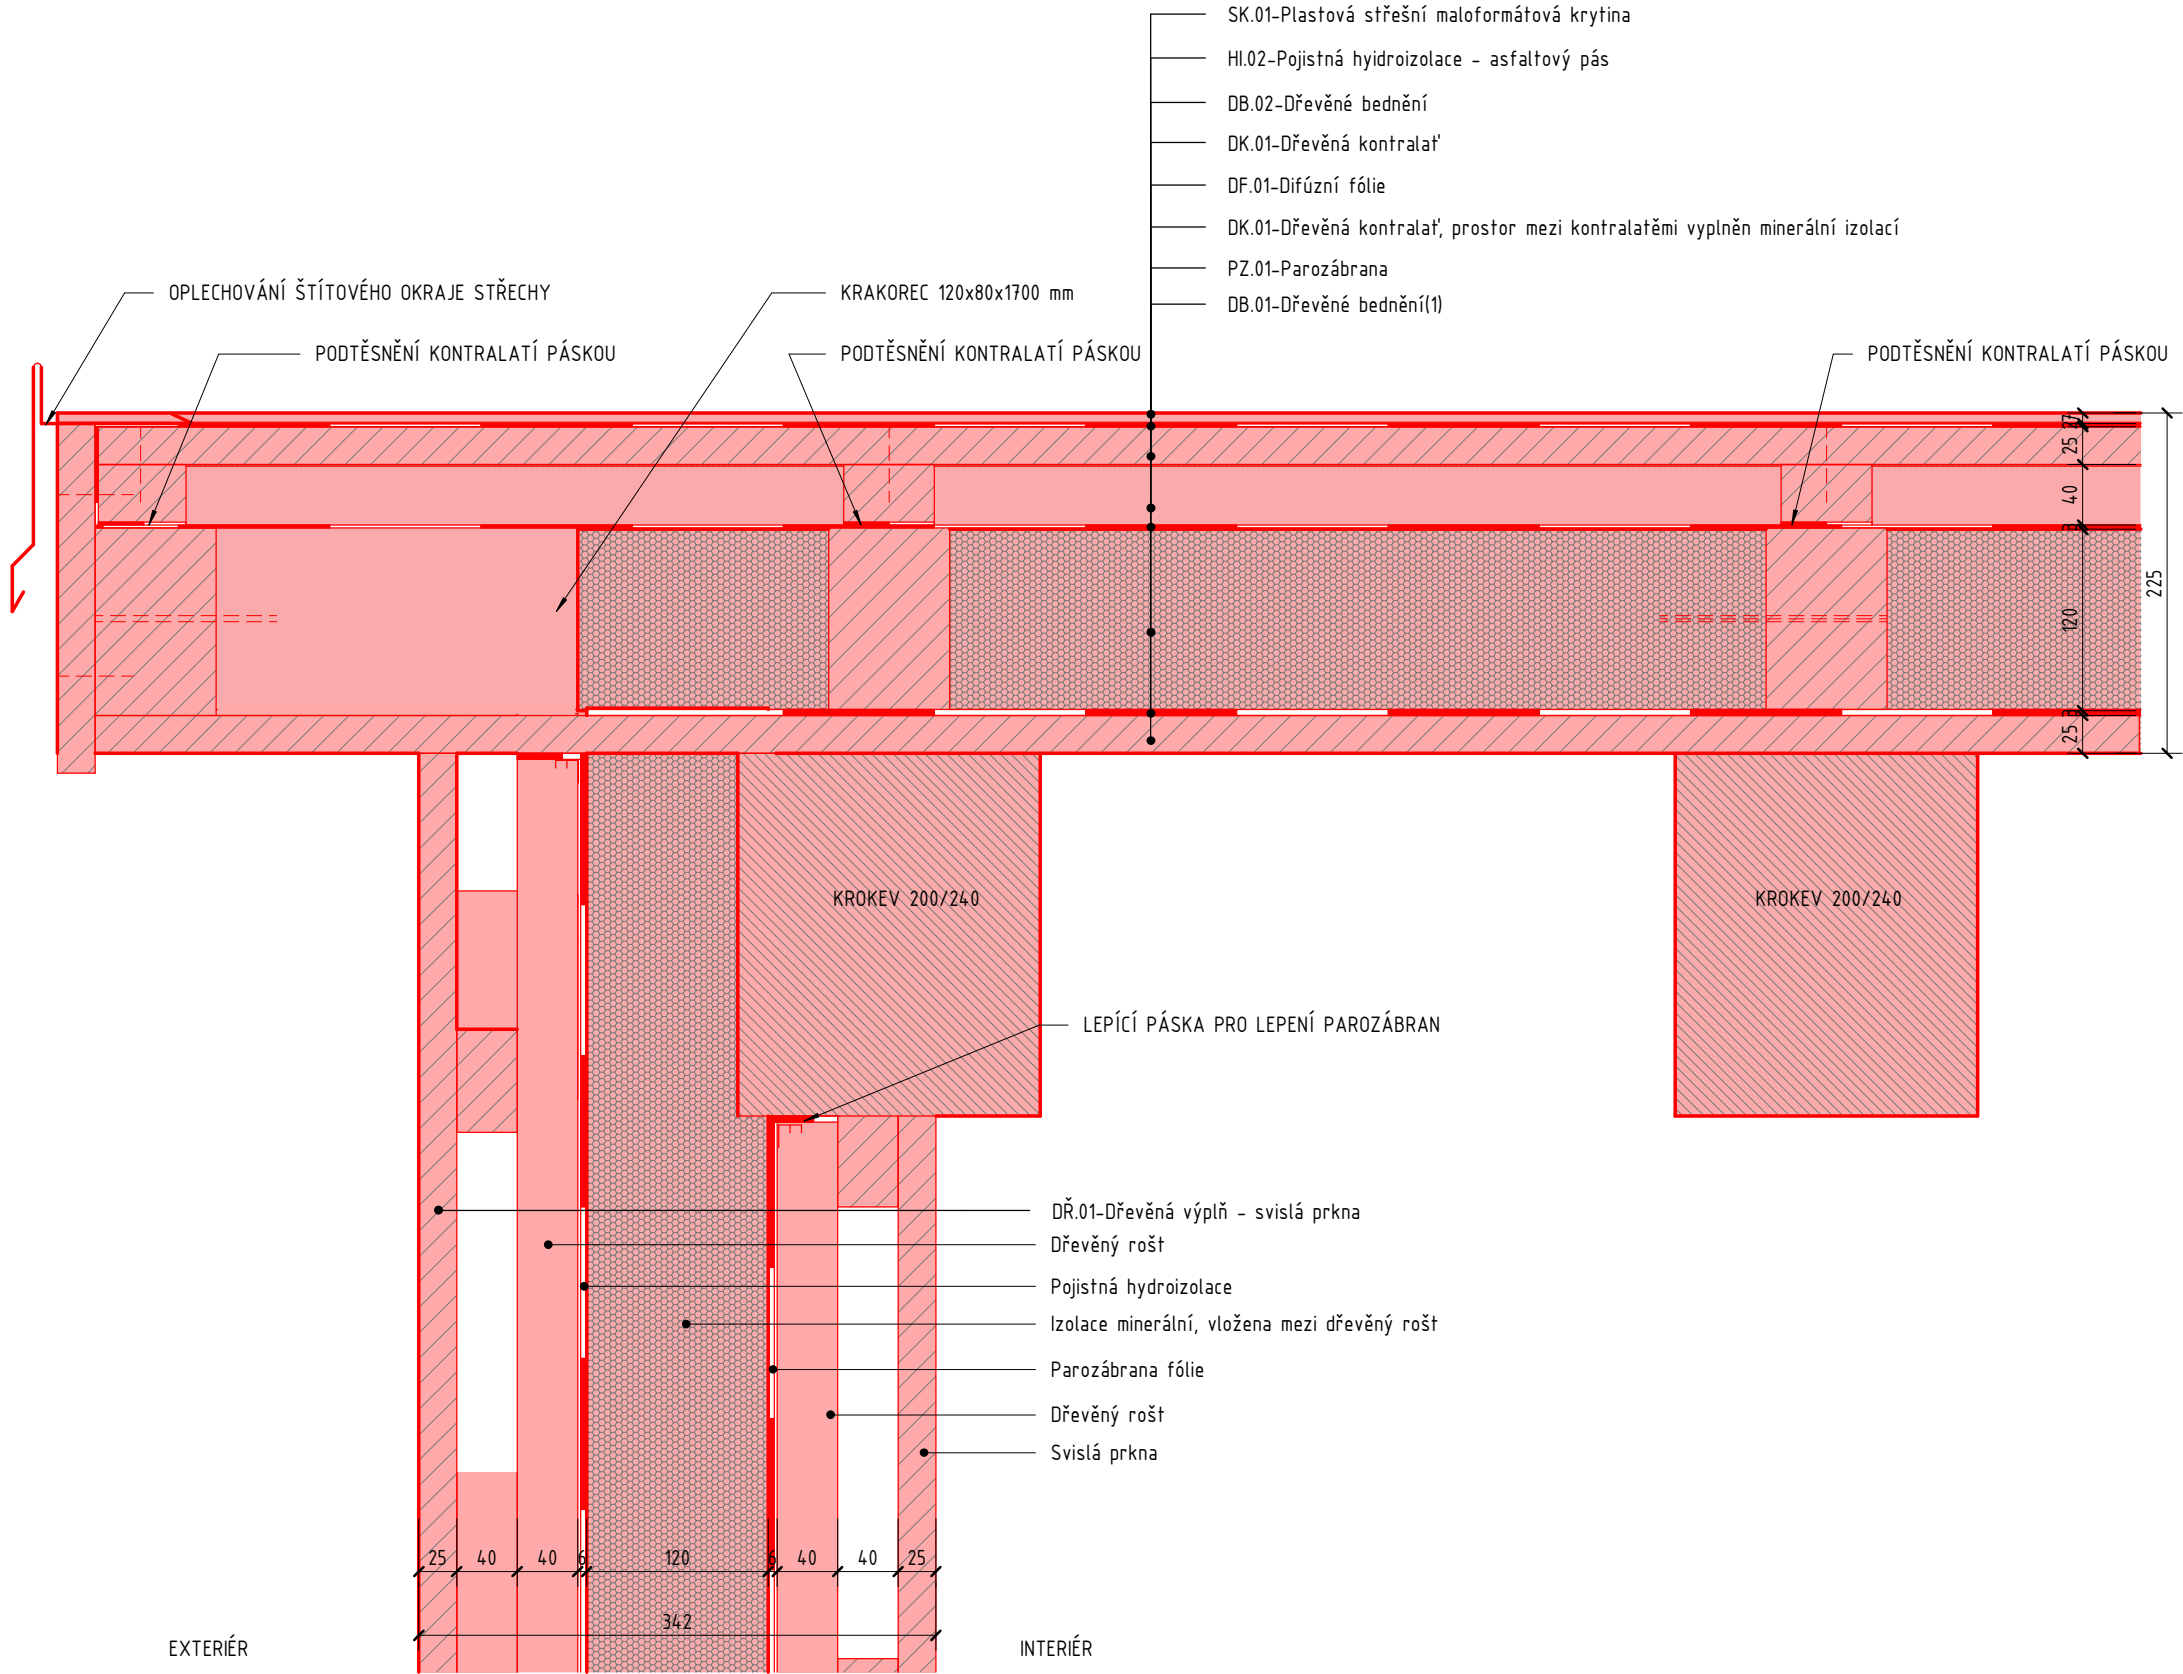 SK.01-Plastová střešní maloformátová krytina
HI.02-Pojistná hyidroizolace - asfaltový pás
DB.02-Dřevěné bednění
DK.01-Dřevěná kontralať
DF.01-Difúzní fólie
DK.01-Dřevěná kontralať, prostor mezi kontralatěmi vyplněn minerální izolací
PZ.01-Parozábrana
DB.01-Dřevěné bednění(1)
OPLECHOVÁNÍ ŠTÍTOVÉHO OKRAJE STŘECHY
KRAKOREC 120x80x1700 mm
PODTĚSNĚNÍ KONTRALATÍ PÁSKOU
PODTĚSNĚNÍ KONTRALATÍ PÁSKOU
PODTĚSNĚNÍ KONTRALATÍ PÁSKOU
25
40
3
120
3
25
225
KROKEV 200/240
KROKEV 200/240
LEPÍCÍ PÁSKA PRO LEPENÍ PAROZÁBRAN
DŘ.01-Dřevěná výplň - svislá prkna
Dřevěný rošt
Pojistná hydroizolace
Izolace minerální, vložena mezi dřevěný rošt
Parozábrana fólie
Dřevěný rošt
Svislá prkna
25 40 40 6 120 6 40 40 25
342
EXTERIÉR
INTERIÉR